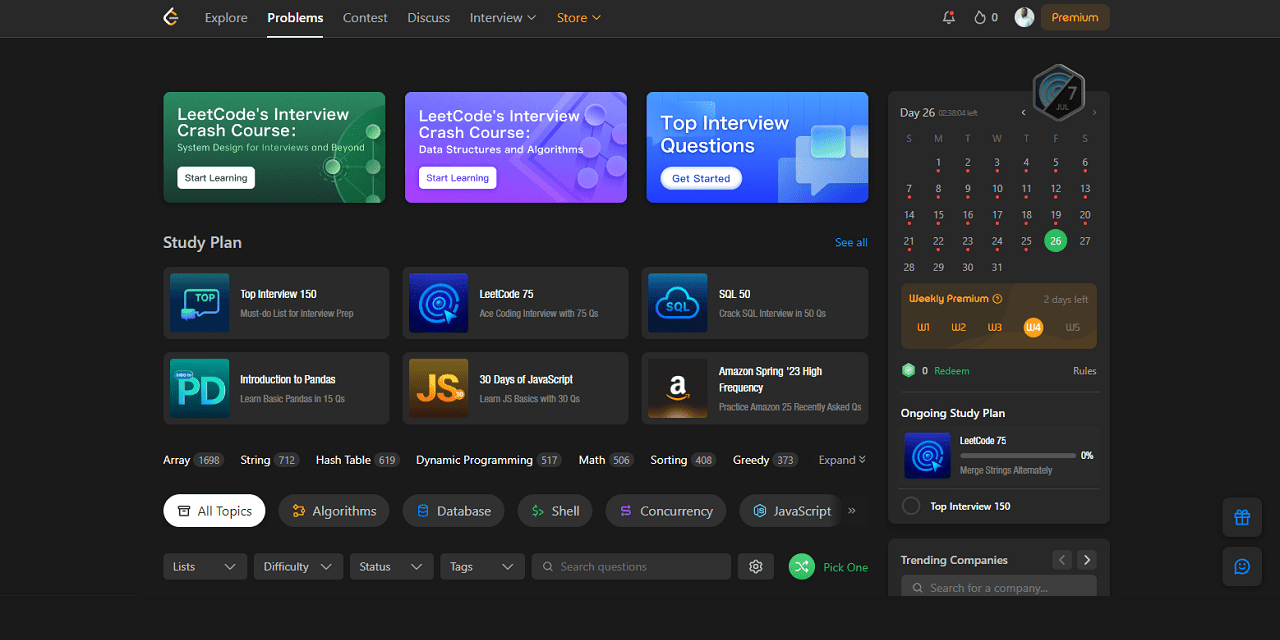 Explore Problems Contest Discuss Interview Store 0 Premium
LeetCode's Interview
Crash Course:
System Design for Interviews and Beyond
Start Learning
LeetCode's Interview
Crash Course:
Data Structures and Algorithms
Start Learning
Top Interview
Questions
Get Started
Study Plan See all
TOP
Top Interview 150
Must-do List for Interview Prep
LeetCode 75
Ace Coding Interview with 75 Qs
SQL
SQL 50
Crack SQL Interview in 50 Qs
PD
Introduction to Pandas
Learn Basic Pandas in 15 Qs
JS 30
30 Days of JavaScript
Learn JS Basics with 30 Qs
a
Amazon Spring '23 High
Frequency
Practice Amazon 25 Recently Asked Qs
Array 1698 String 712 Hash Table 619 Dynamic Programming 517 Math 506 Sorting 408 Greedy 373 Expand
All Topics Algorithms Database Shell Concurrency JavaScript »
Lists Difficulty Status Tags Search questions Pick One
7
JUL
Day 26 02:38:04 left
S M T W T F S
1 2 3 4 5 6
7 8 9 10 11 12 13
14 15 16 17 18 19 20
21 22 23 24 25 26 27
28 29 30 31
Weekly Premium 2 days left
W1 W2 W3 W4 W5
0 Redeem Rules
Ongoing Study Plan
LeetCode 75
0%
Merge Strings Alternately
Top Interview 150
Trending Companies
Search for a company...